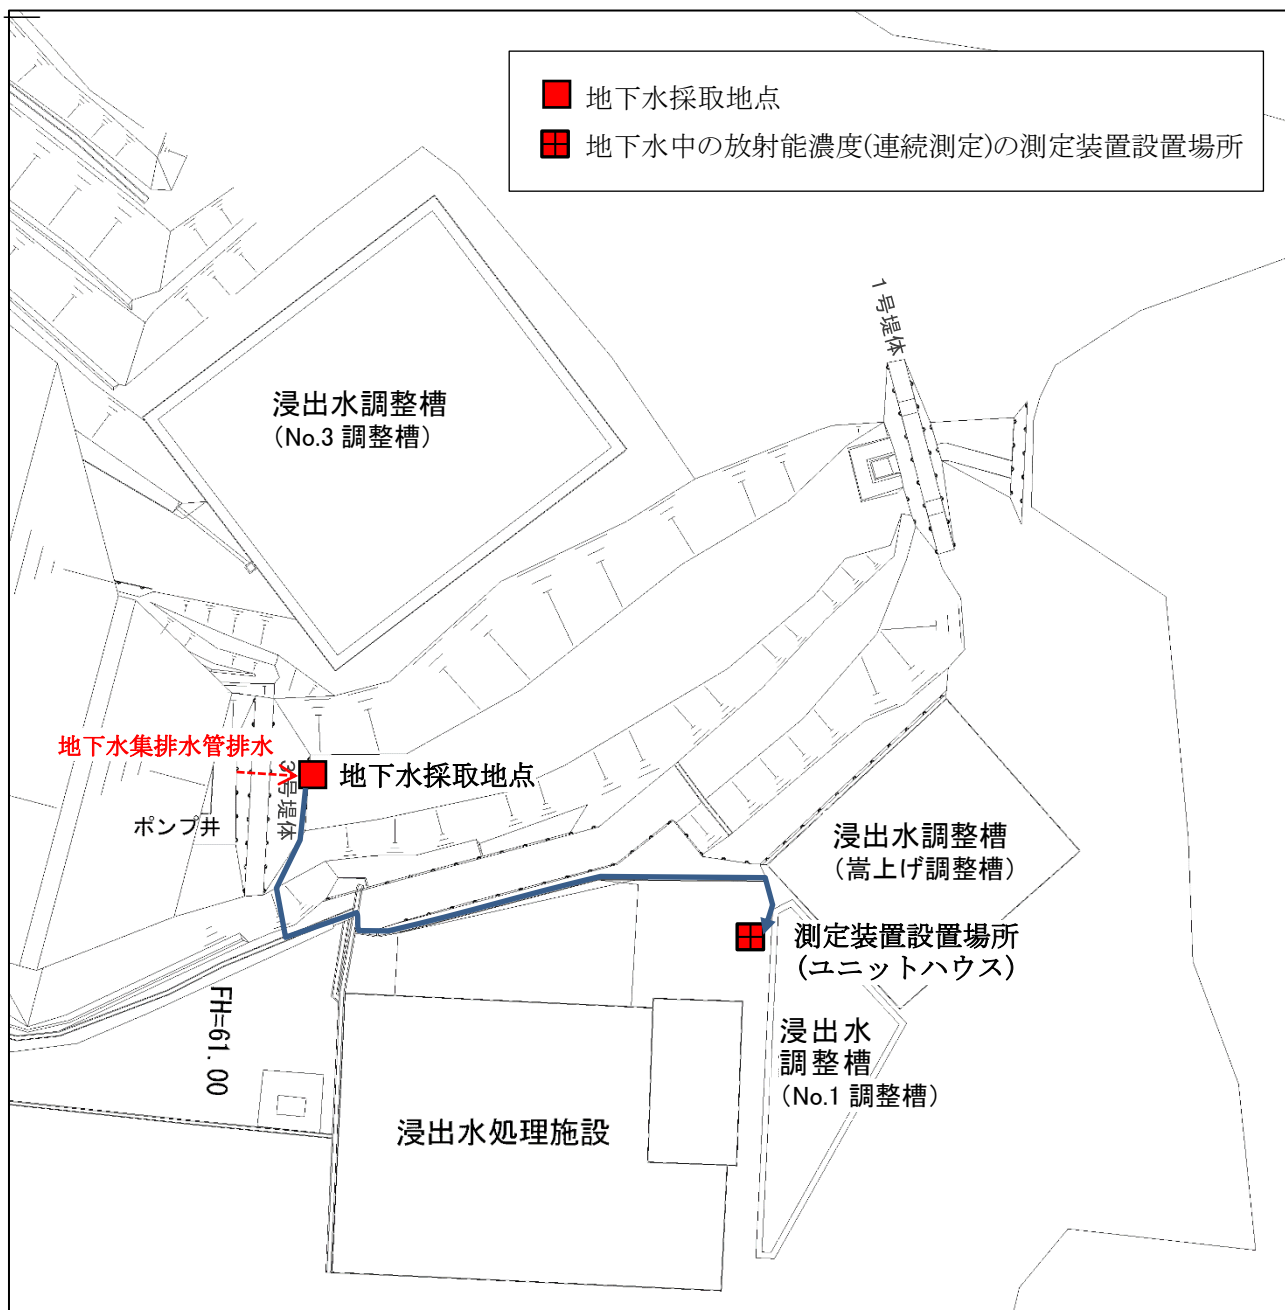 地下水採取地点
地下水中の放射能濃度(連続測定)の測定装置設置場所
1号堤体
浸出水調整槽
（No.3 調整槽）
地下水集排水管排水
3号堤体
地下水採取地点
ポンプ井
浸出水調整槽
（嵩上げ調整槽）
測定装置設置場所
(ユニットハウス)
FH=61.00
浸出水
調整槽
（No.1 調整槽）
浸出水処理施設